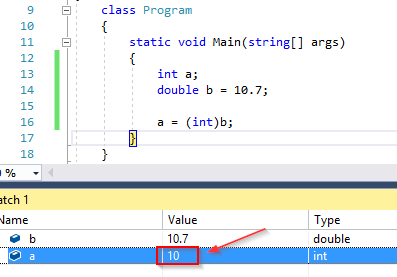 9 class Program
10 {
11 static void Main(string[] args)
12 {
13 int a;
14 double b = 10.7;
15
16 a = (int)b;
17 }
18 }
0 %
atch 1
Name Value Type
b 10.7 double
a 10 int